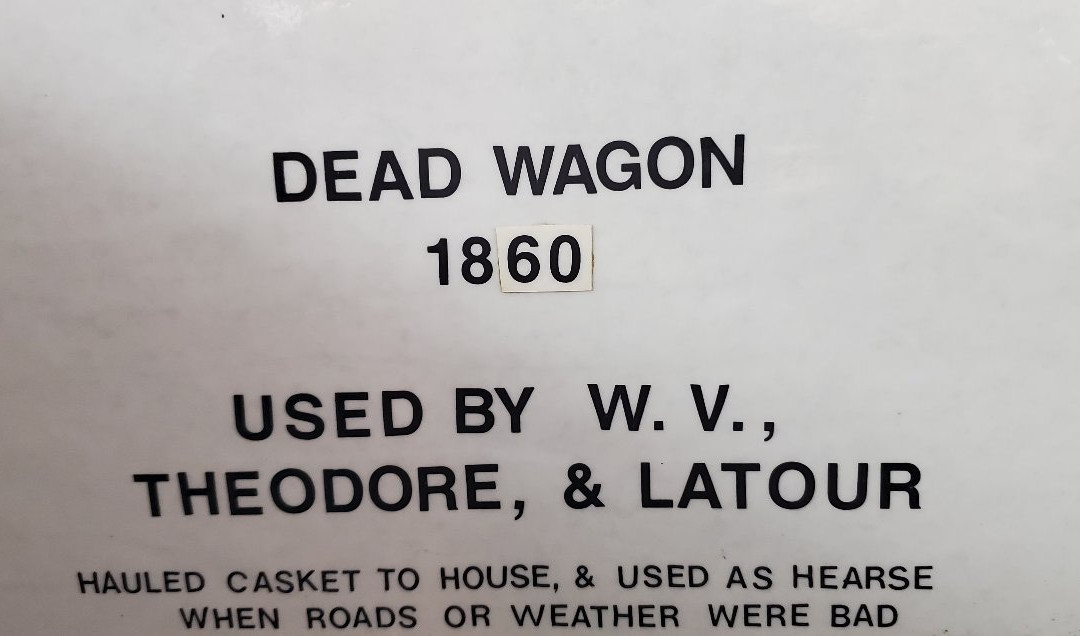 DEAD WAGON
1860
USED BY W. V.,
THEODORE, & LATOUR
HAULED CASKET TO HOUSE, & USED AS HEARSE
WHEN ROADS OR WEATHER WERE BAD